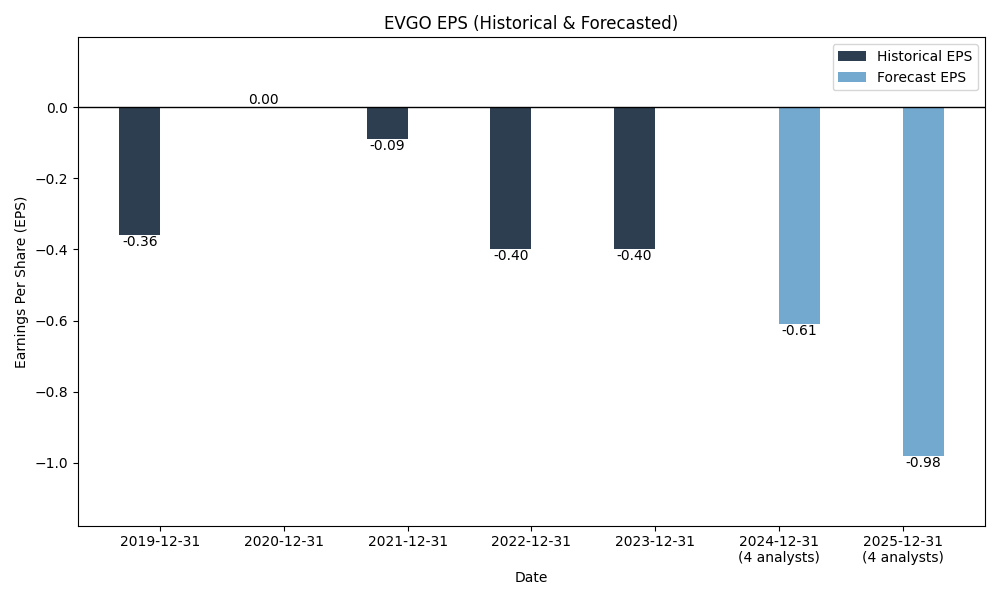 EVGO EPS (Historical & Forecasted)
Historical EPS
Forecast EPS
Earnings Per Share (EPS)
0.0
−0.2
−0.4
−0.6
−0.8
−1.0
-0.36
0.00
-0.09
-0.40
-0.40
-0.61
-0.98
2019-12-31
2020-12-31
2021-12-31
2022-12-31
2023-12-31
2024-12-31
(4 analysts)
2025-12-31
(4 analysts)
Date